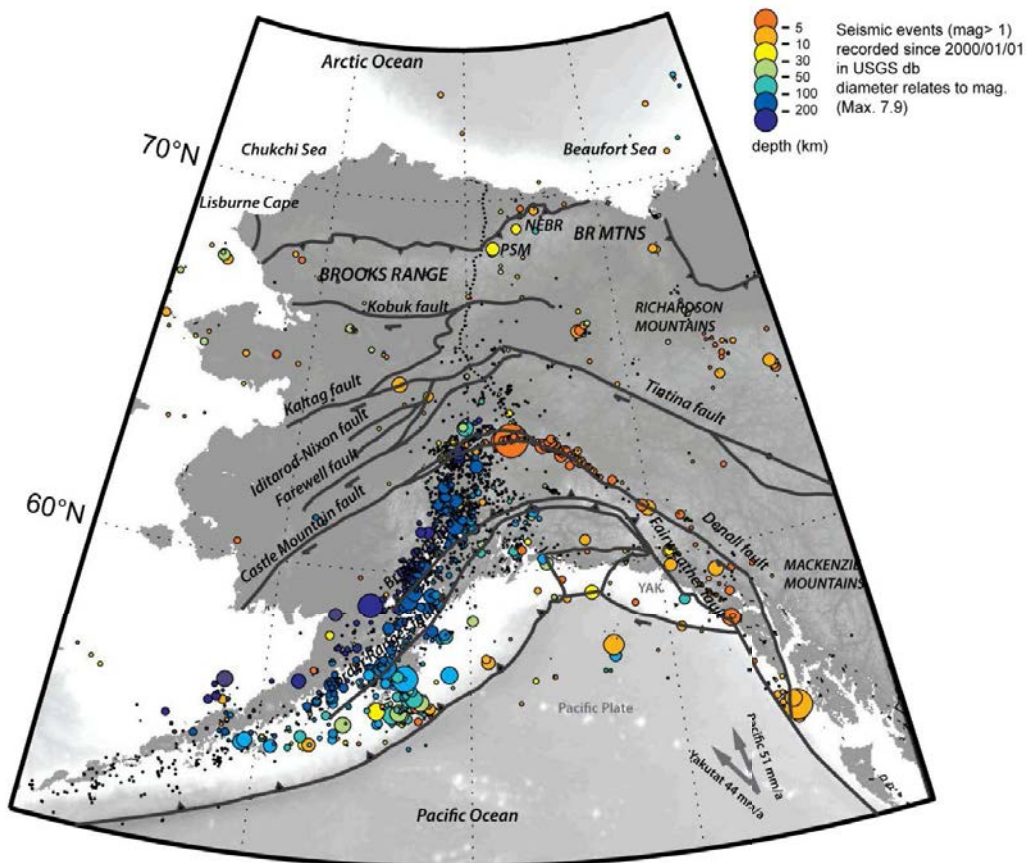 5
10
30
50
100
200
depth (km)
Seismic events (mag> 1)
recorded since 2000/01/01
in USGS db
diameter relates to mag.
(Max. 7.9)
Arctic Ocean
70°N
Chukchi Sea
Beaufort Sea
Lisburne Cape
NEBR
BR MTNS
PSM
BROOKS RANGE
Kobuk fault
RICHARDSON
MOUNTAINS
Kaltag fault
Tintina fault
Iditarod-Nixon fault
Farewell fault
60°N
Castle Mountain fault
Denali fault
Fairweather fault
MACKENZIE
MOUNTAINS
YAK
Pacific Plate
Pacific 51 mm/a
Yakutat 44 mm/a
Pacific Ocean